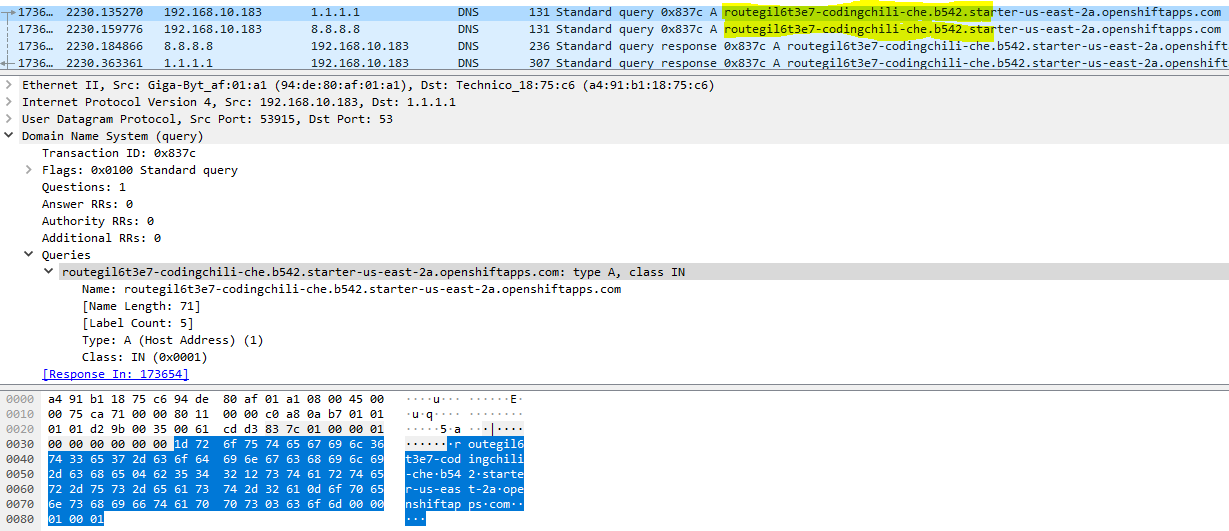 1736… 2230.135270 192.168.10.183 1.1.1.1 DNS 131 Standard query 0x837c A routegil6t3e7-codingchili-che.b542.starter-us-east-2a.openshiftapps.com
1736… 2230.159776 192.168.10.183 8.8.8.8 DNS 131 Standard query 0x837c A routegil6t3e7-codingchili-che.b542.starter-us-east-2a.openshiftapps.com
1736… 2230.184866 8.8.8.8 192.168.10.183 DNS 236 Standard query response 0x837c A routegil6t3e7-codingchili-che.b542.starter-us-east-2a.openshift
1736… 2230.363361 1.1.1.1 192.168.10.183 DNS 307 Standard query response 0x837c A routegil6t3e7-codingchili-che.b542.starter-us-east-2a.openshift
Ethernet II, Src: Giga-Byt_af:01:a1 (94:de:80:af:01:a1), Dst: Technico_18:75:c6 (a4:91:b1:18:75:c6)
Internet Protocol Version 4, Src: 192.168.10.183, Dst: 1.1.1.1
User Datagram Protocol, Src Port: 53915, Dst Port: 53
Domain Name System (query)
Transaction ID: 0x837c
Flags: 0x0100 Standard query
Questions: 1
Answer RRs: 0
Authority RRs: 0
Additional RRs: 0
Queries
routegil6t3e7-codingchili-che.b542.starter-us-east-2a.openshiftapps.com: type A, class IN
Name: routegil6t3e7-codingchili-che.b542.starter-us-east-2a.openshiftapps.com
[Name Length: 71]
[Label Count: 5]
Type: A (Host Address) (1)
Class: IN (0x0001)
[Response In: 173654]
0000 a4 91 b1 18 75 c6 94 de 80 af 01 a1 08 00 45 00 ····u··· ······E·
0010 00 75 ca 71 00 00 80 11 00 00 c0 a8 0a b7 01 01 ·u·q···· ········
0020 01 01 d2 9b 00 35 00 61 cd d3 83 7c 01 00 00 01 ·····5·a ···|····
0030 00 00 00 00 00 00 1d 72 6f 75 74 65 67 69 6c 36 ·······r outegil6
0040 74 33 65 37 2d 63 6f 64 69 6e 67 63 68 69 6c 69 t3e7-cod ingchili
0050 2d 63 68 65 04 62 35 34 32 12 73 74 61 72 74 65 -che·b54 2·starte
0060 72 2d 75 73 2d 65 61 73 74 2d 32 61 0d 6f 70 65 r-us-eas t-2a·ope
0070 6e 73 68 69 66 74 61 70 70 73 03 63 6f 6d 00 00 nshiftap ps·com··
0080 01 00 01 ···